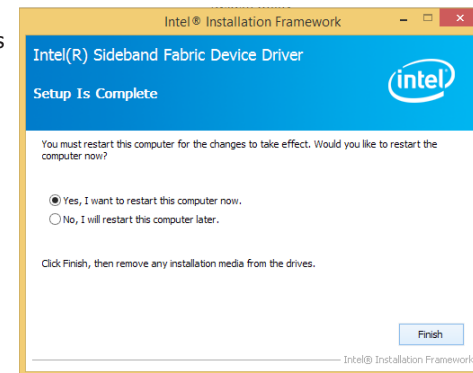 Intel® Installation Framework
s
Intel(R) Sideband Fabric Device Driver
Setup Is Complete
intel
You must restart this computer for the changes to take effect. Would you like to restart the
computer now?
Yes, I want to restart this computer now.
No, I will restart this computer later.
Click Finish, then remove any installation media from the drives.
Finish
Intel® Installation Framework